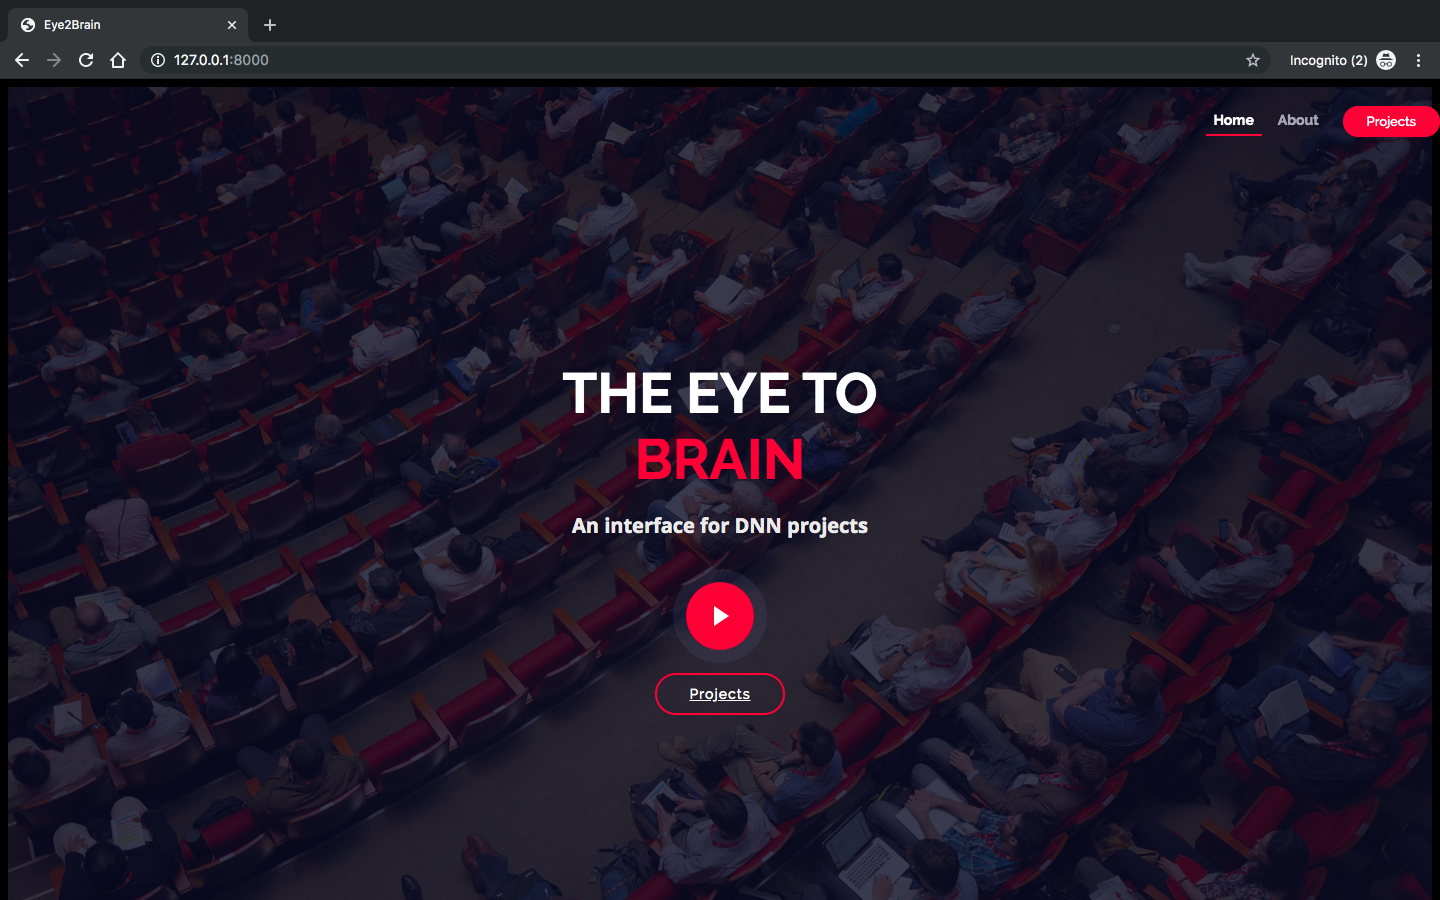 Eye2Brain
127.0.0.1:8000
Incognito (2)
Home About Projects
THE EYE TO
BRAIN
An interface for DNN projects
Projects